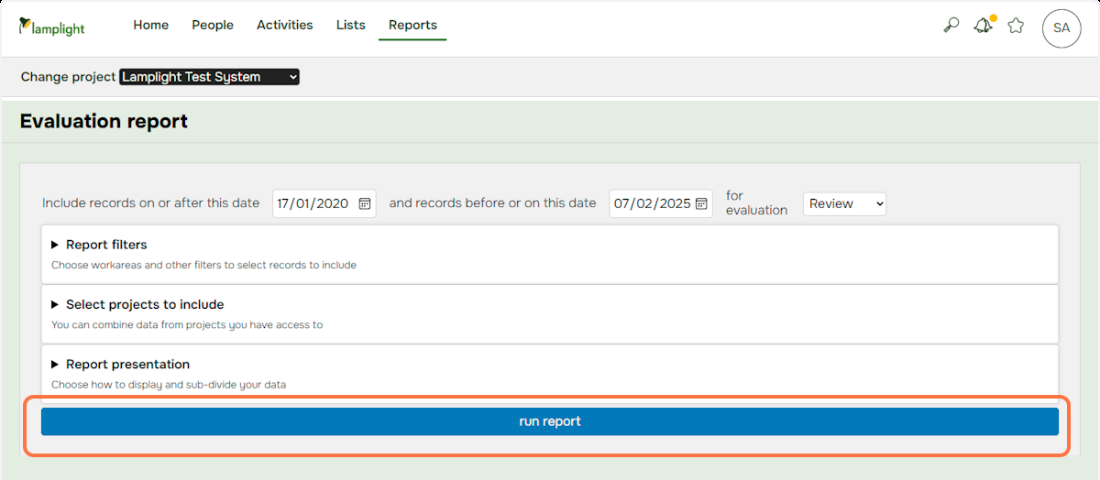 lamplight
Home People Activities Lists Reports
SA
Change project Lamplight Test System
Evaluation report
Include records on or after this date 17/01/2020 and records before or on this date 07/02/2025 for evaluation Review
Report filters
Choose workareas and other filters to select records to include
Select projects to include
You can combine data from projects you have access to
Report presentation
Choose how to display and sub-divide your data
run report